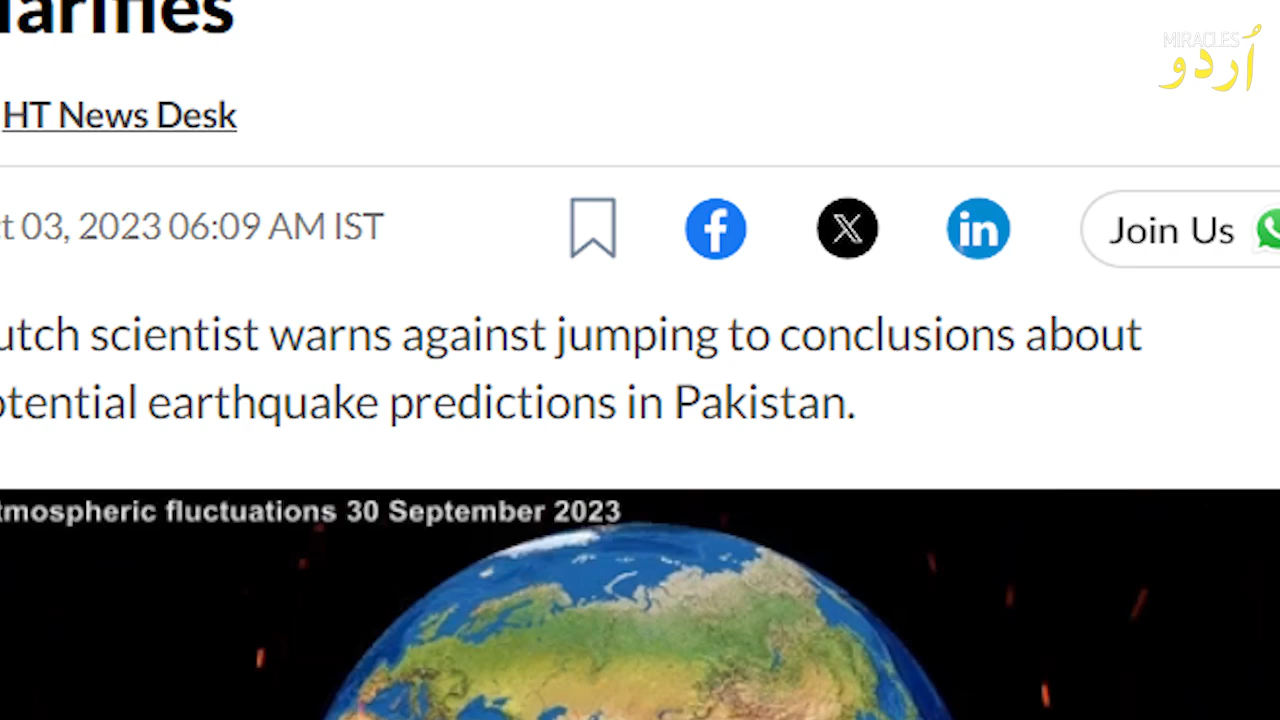 larifies
MIRACLES
اُردو
HT News Desk
t 03, 2023 06:09 AM IST
Join Us
utch scientist warns against jumping to conclusions about
otential earthquake predictions in Pakistan.
tmospheric fluctuations 30 September 2023